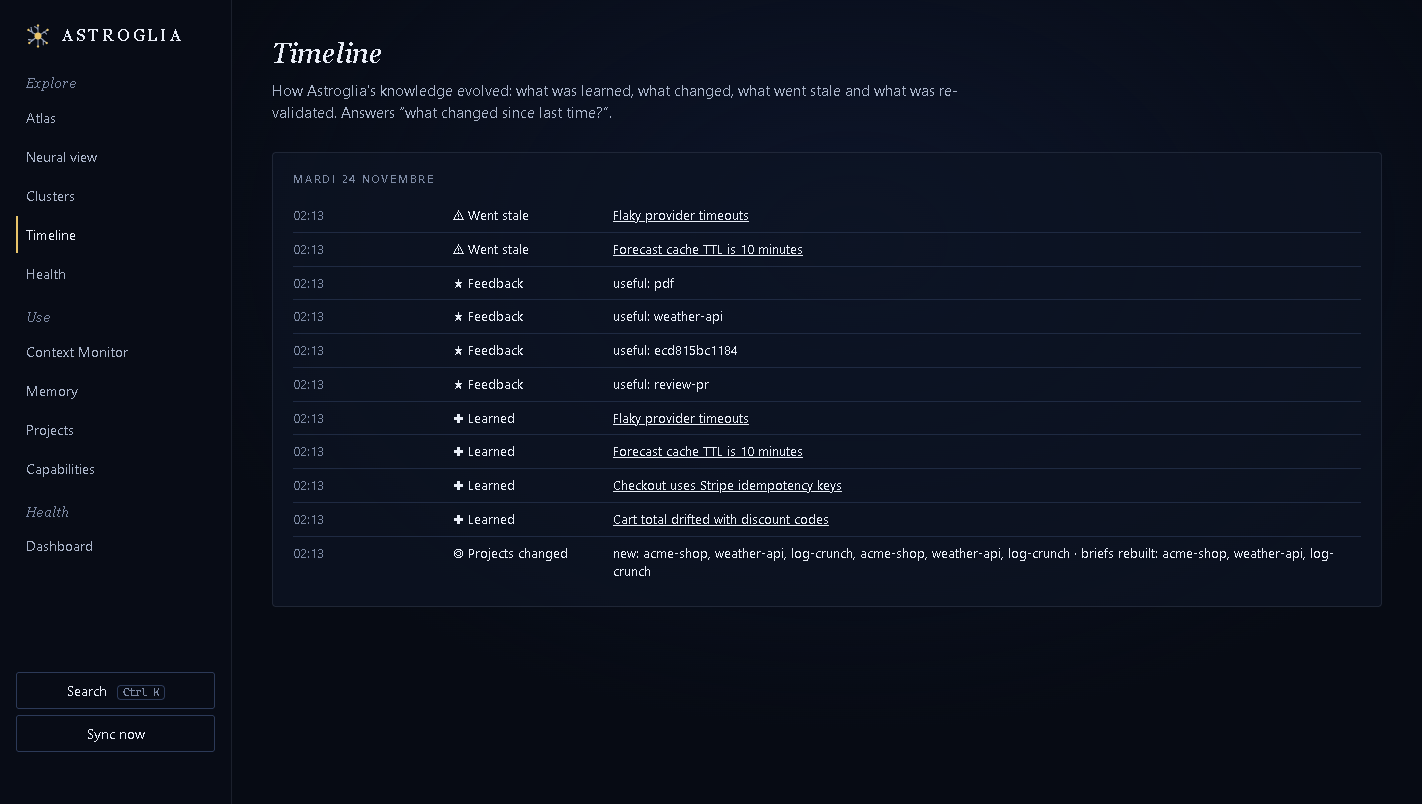 ASTROGLIA
Explore
Atlas
Neural view
Clusters
Timeline
Health
Use
Context Monitor
Memory
Projects
Capabilities
Health
Dashboard
Search Ctrl K
Sync now
Timeline
How Astroglia's knowledge evolved: what was learned, what changed, what went stale and what was re-
validated. Answers "what changed since last time?".
MARDI 24 NOVEMBRE
02:13 ⚠ Went stale Flaky provider timeouts
02:13 ⚠ Went stale Forecast cache TTL is 10 minutes
02:13 ★ Feedback useful: pdf
02:13 ★ Feedback useful: weather-api
02:13 ★ Feedback useful: ecd815bc1184
02:13 ★ Feedback useful: review-pr
02:13 ✚ Learned Flaky provider timeouts
02:13 ✚ Learned Forecast cache TTL is 10 minutes
02:13 ✚ Learned Checkout uses Stripe idempotency keys
02:13 ✚ Learned Cart total drifted with discount codes
02:13 ◎ Projects changed new: acme-shop, weather-api, log-crunch, acme-shop, weather-api, log-crunch · briefs rebuilt: acme-shop, weather-api, log-
crunch